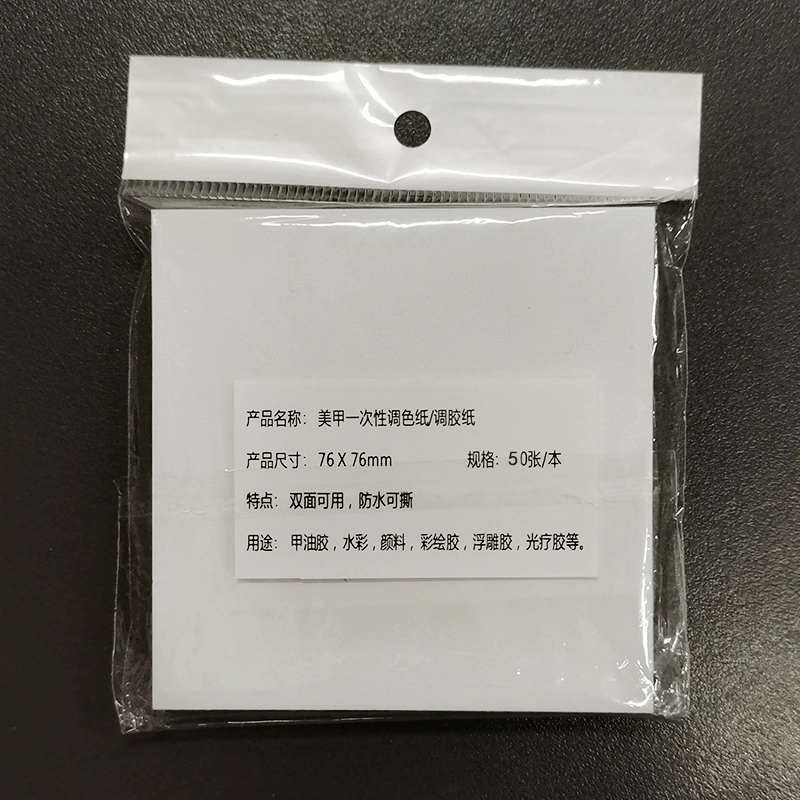 产品名称: 美甲一次性调色纸/调胶纸
产品尺寸: 76X76mm 规格: 50张/本
特点: 双面可用,防水可撕
用途: 甲油胶,水彩,颜料,彩绘胶,浮雕胶,光疗胶等。